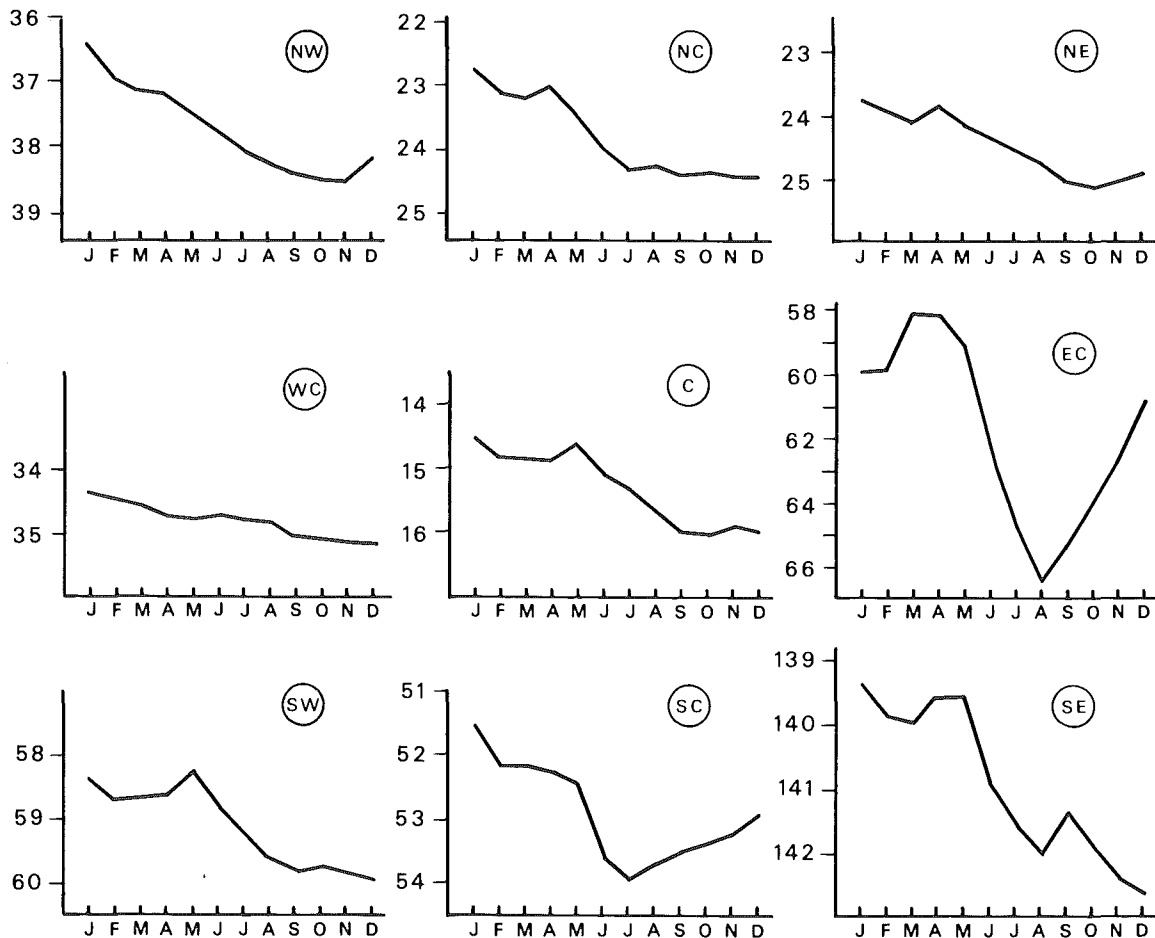 NW
36
37
38
39
J F M A M J J A S O N D
NC
22
23
24
25
J F M A M J J A S O N D
NE
23
24
25
J F M A M J J A S O N D
WC
34
35
J F M A M J J A S O N D
C
14
15
16
J F M A M J J A S O N D
EC
58
60
62
64
66
J F M A M J J A S O N D
SW
58
59
60
J F M A M J J A S O N D
SC
51
52
53
54
J F M A M J J A S O N D
SE
139
140
141
142
J F M A M J J A S O N D